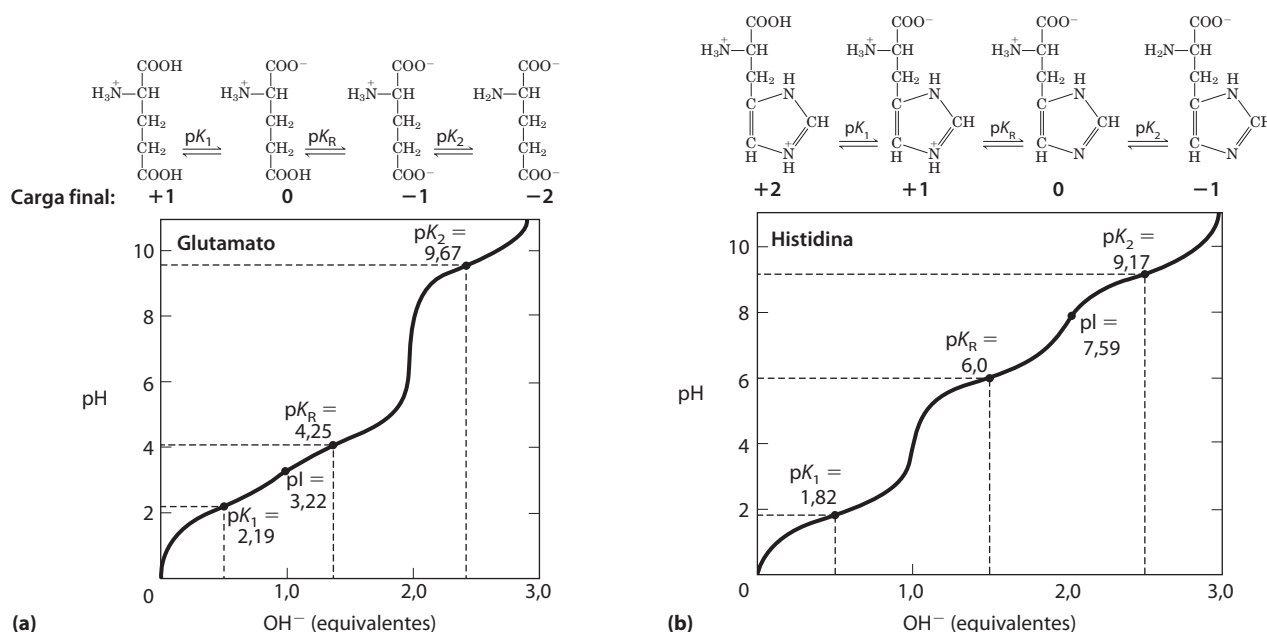 COOH
H₃N⁺—CH
CH₂
CH₂
COOH
pK₁
COO⁻
H₃N⁺—CH
CH₂
CH₂
COOH
pKR
COO⁻
H₃N⁺—CH
CH₂
CH₂
COO⁻
pK₂
COO⁻
H₂N—CH
CH₂
CH₂
COO⁻
Carga final: +1 0 −1 −2
Glutamato
pK₂ =
9,67
pKR =
4,25
pI =
3,22
pK₁ =
2,19
10
8
6
4
2
0
pH
1,0 2,0 3,0
OH⁻ (equivalentes)
(a)
COOH
H₃N⁺—CH
CH₂ H
C N
CH
C N⁺
H H
pK₁
COO⁻
H₃N⁺—CH
CH₂ H
C N
CH
C N⁺
H H
pKR
COO⁻
H₃N⁺—CH
CH₂ H
C N
CH
C N
H
pK₂
COO⁻
H₂N—CH
CH₂ H
C N
CH
C N
H
+2 +1 0 −1
Histidina
pK₂ =
9,17
pI =
7,59
pKR =
6,0
pK₁ =
1,82
10
8
6
4
2
0
pH
1,0 2,0 3,0
OH⁻ (equivalentes)
(b)